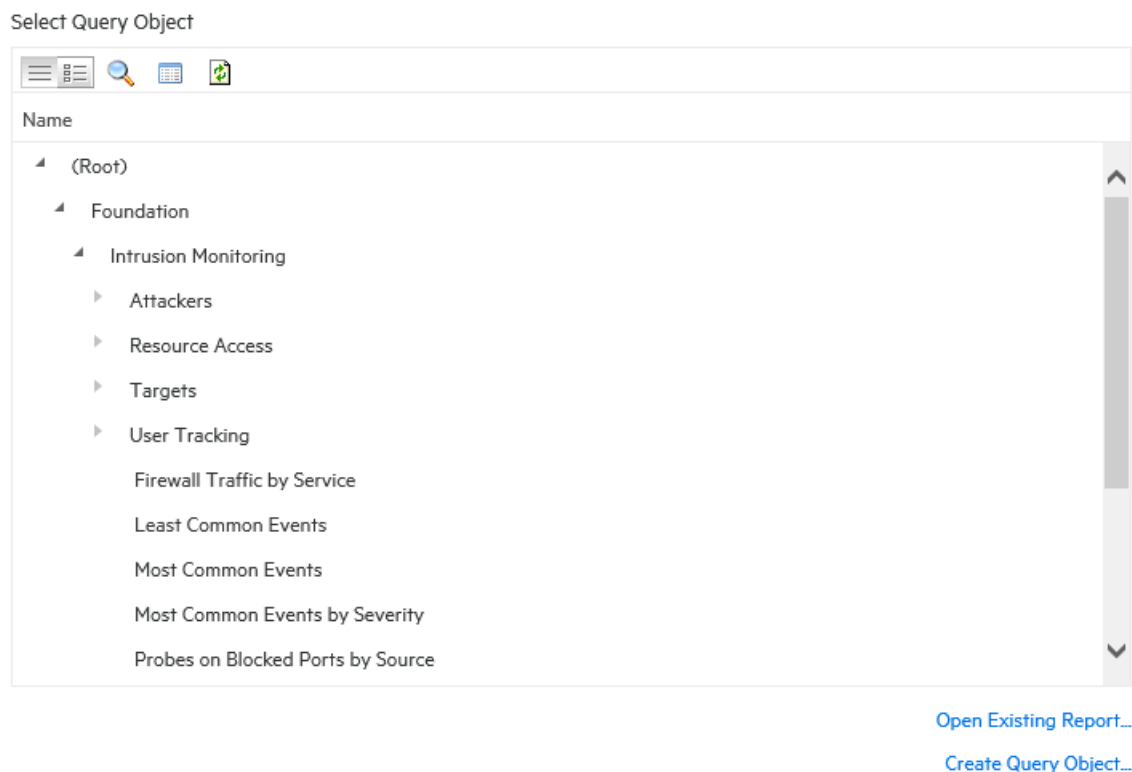 Select Query Object
Name
(Root)
Foundation
Intrusion Monitoring
Attackers
Resource Access
Targets
User Tracking
Firewall Traffic by Service
Least Common Events
Most Common Events
Most Common Events by Severity
Probes on Blocked Ports by Source
Open Existing Report...
Create Query Object...